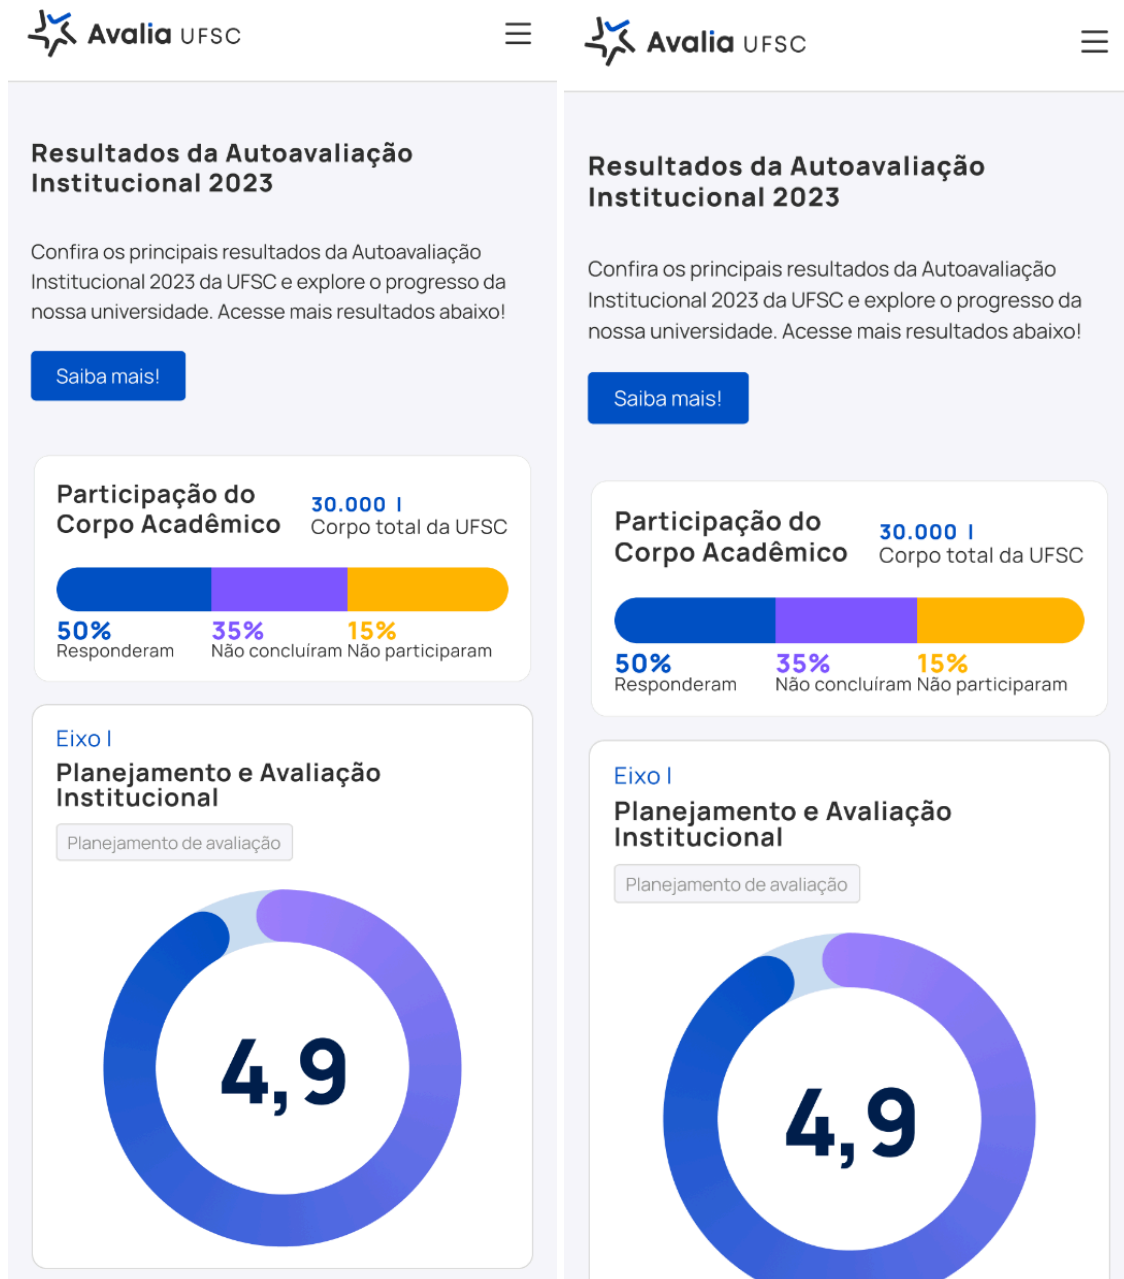 Avalia UFSC
Resultados da Autoavaliação
Institucional 2023
Confira os principais resultados da Autoavaliação
Institucional 2023 da UFSC e explore o progresso da
nossa universidade. Acesse mais resultados abaixo!
Saiba mais!
Participação do
Corpo Acadêmico
30.000 |
Corpo total da UFSC
50%
Responderam
35%
Não concluíram
15%
Não participaram
Eixo I
Planejamento e Avaliação
Institucional
Planejamento de avaliação
4,9
Avalia UFSC
Resultados da Autoavaliação
Institucional 2023
Confira os principais resultados da Autoavaliação
Institucional 2023 da UFSC e explore o progresso da
nossa universidade. Acesse mais resultados abaixo!
Saiba mais!
Participação do
Corpo Acadêmico
30.000 |
Corpo total da UFSC
50%
Responderam
35%
Não concluíram
15%
Não participaram
Eixo I
Planejamento e Avaliação
Institucional
Planejamento de avaliação
4,9